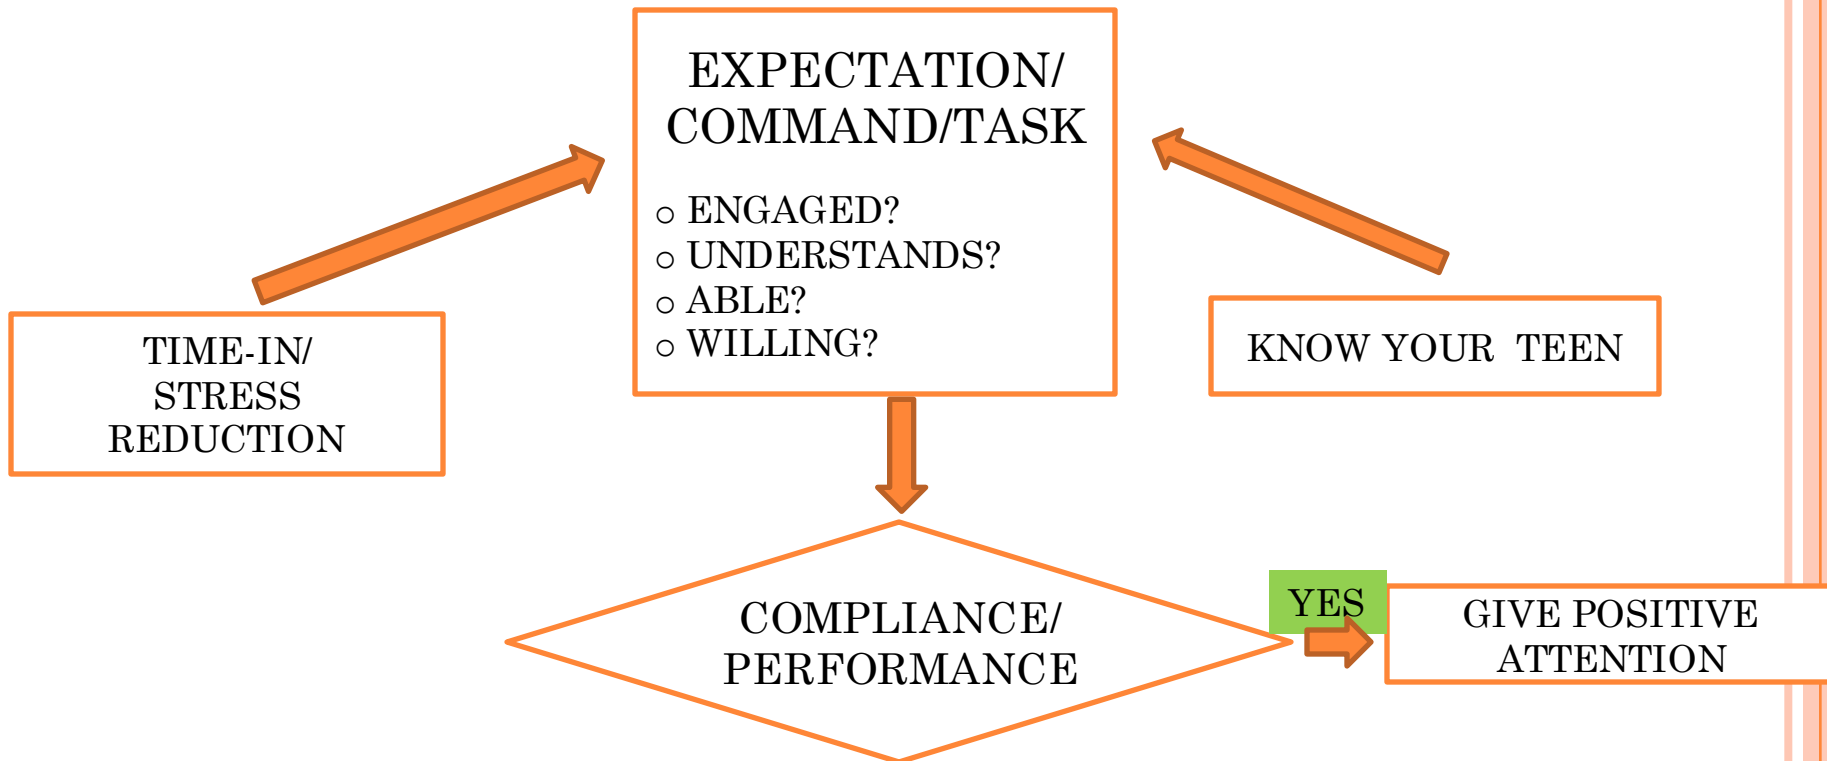 EXPECTATION/
COMMAND/TASK
○ ENGAGED?
○ UNDERSTANDS?
○ ABLE?
○ WILLING?
TIME-IN/
STRESS
REDUCTION
KNOW YOUR TEEN
COMPLIANCE/
PERFORMANCE
YES
GIVE POSITIVE
ATTENTION